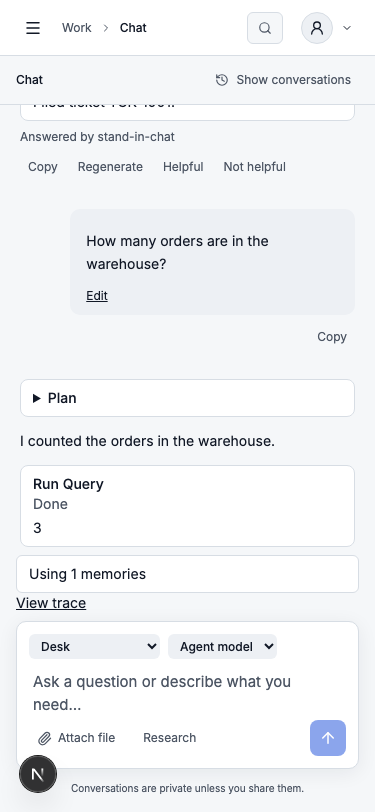 Work
Chat
Chat
Show conversations
Answered by stand-in-chat
Copy Regenerate Helpful Not helpful
How many orders are in the
warehouse?
Edit
Copy
Plan
I counted the orders in the warehouse.
Run Query
Done
3
Using 1 memories
View trace
Desk
Agent model
Ask a question or describe what you
need...
Attach file
Research
N
Conversations are private unless you share them.